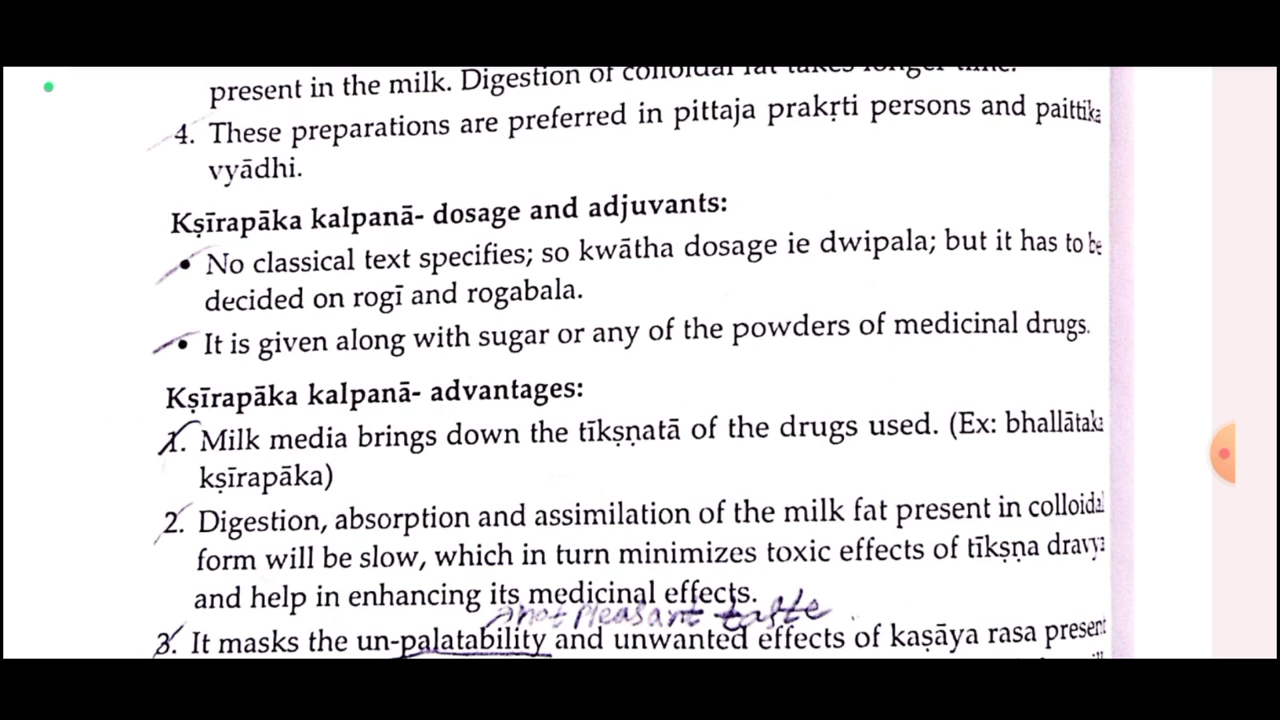 present in the milk. Digestion of colloidal fat takes longer time.
4. These preparations are preferred in pittaja prakṛti persons and paittika
vyādhi.
Kṣīrapāka kalpanā- dosage and adjuvants:
• No classical text specifies; so kwātha dosage ie dwipala; but it has to be
decided on rogī and rogabala.
• It is given along with sugar or any of the powders of medicinal drugs.
Kṣīrapāka kalpanā- advantages:
1. Milk media brings down the tīkṣṇatā of the drugs used. (Ex: bhallātaka
kṣīrapāka)
2. Digestion, absorption and assimilation of the milk fat present in colloidal
form will be slow, which in turn minimizes toxic effects of tīkṣṇa dravya
and help in enhancing its medicinal effects.
not pleasant taste
3. It masks the un-palatability and unwanted effects of kaṣāya rasa present